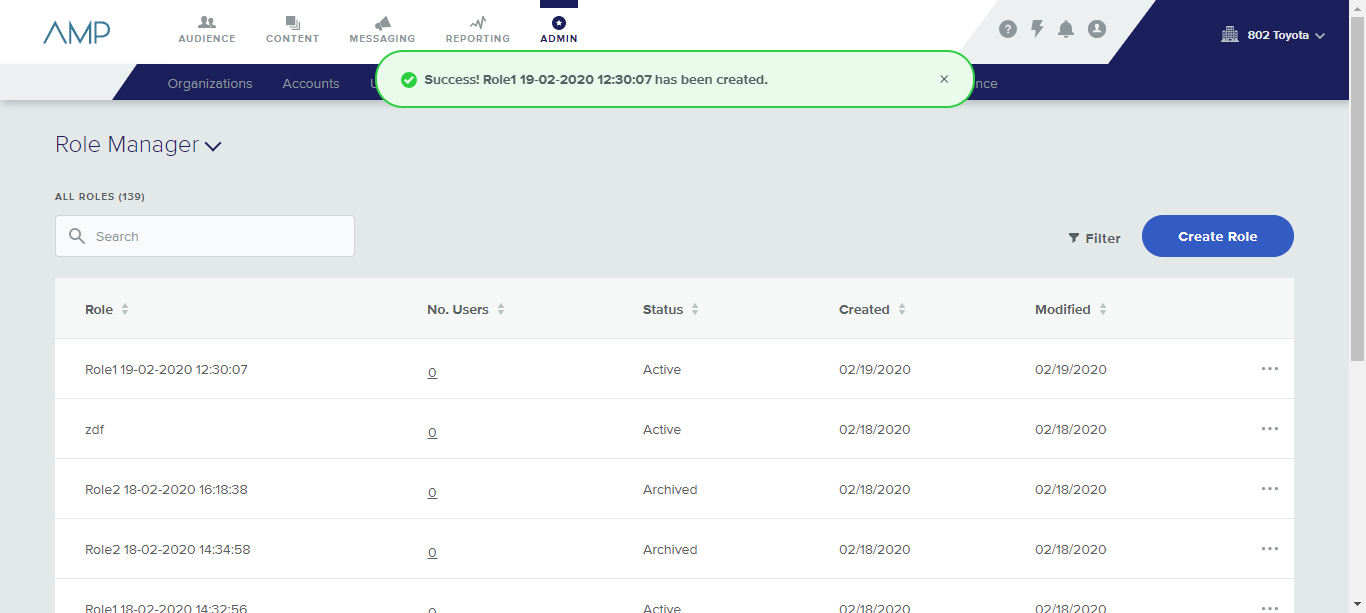 AMP
AUDIENCE CONTENT MESSAGING REPORTING ADMIN
? 802 Toyota
Organizations Accounts
Success! Role1 19-02-2020 12:30:07 has been created.
Role Manager
ALL ROLES (139)
Search
Filter Create Role
Role No. Users Status Created Modified
Role1 19-02-2020 12:30:07 0 Active 02/19/2020 02/19/2020
zdf 0 Active 02/18/2020 02/18/2020
Role2 18-02-2020 16:18:38 0 Archived 02/18/2020 02/18/2020
Role2 18-02-2020 14:34:58 0 Archived 02/18/2020 02/18/2020
Role1 18-02-2020 14:32:56 0 Active 02/18/2020 02/18/2020